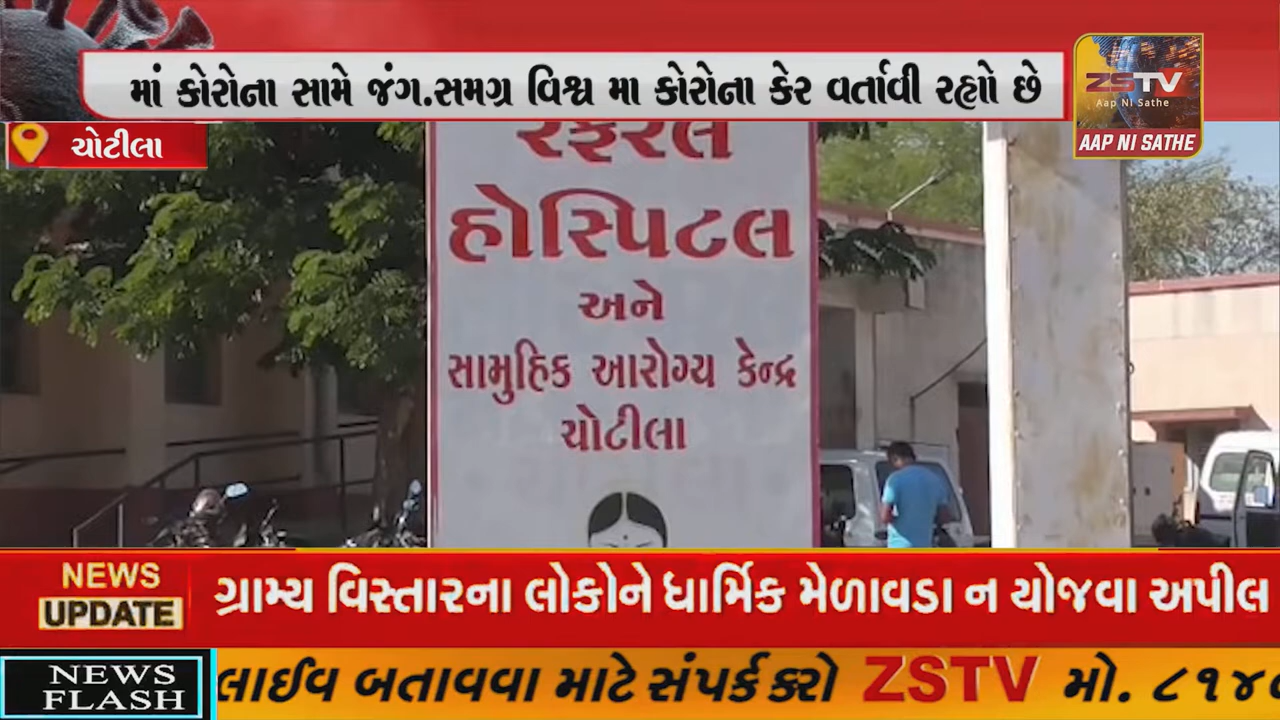 માં કોરોના સામે જંગ.સમગ્ર વિશ્વ મા કોરોના કેર વર્તાવી રહ્યો છે
ZSTV
Aap Ni Sathe
AAP NI SATHE
ચોટીલા
રેફરલ
હોસ્પિટલ
અને
સામુહિક આરોગ્ય કેન્દ્ર
ચોટીલા
NEWS
UPDATE
ગ્રામ્ય વિસ્તારના લોકોને ધાર્મિક મેળાવડા ન યોજવા અપીલ
NEWS
FLASH
લાઈવ બતાવવા માટે સંપર્ક કરો ZSTV મો. ૮૧૪